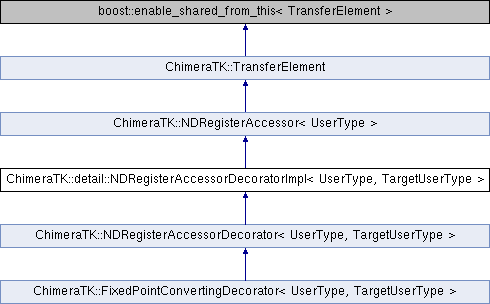 boost::enable_shared_from_this< TransferElement >
ChimeraTK::TransferElement
ChimeraTK::NDRegisterAccessor< UserType >
ChimeraTK::detail::NDRegisterAccessorDecoratorImpl< UserType, TargetUserType >
ChimeraTK::NDRegisterAccessorDecorator< UserType, TargetUserType >
ChimeraTK::FixedPointConvertingDecorator< UserType, TargetUserType >